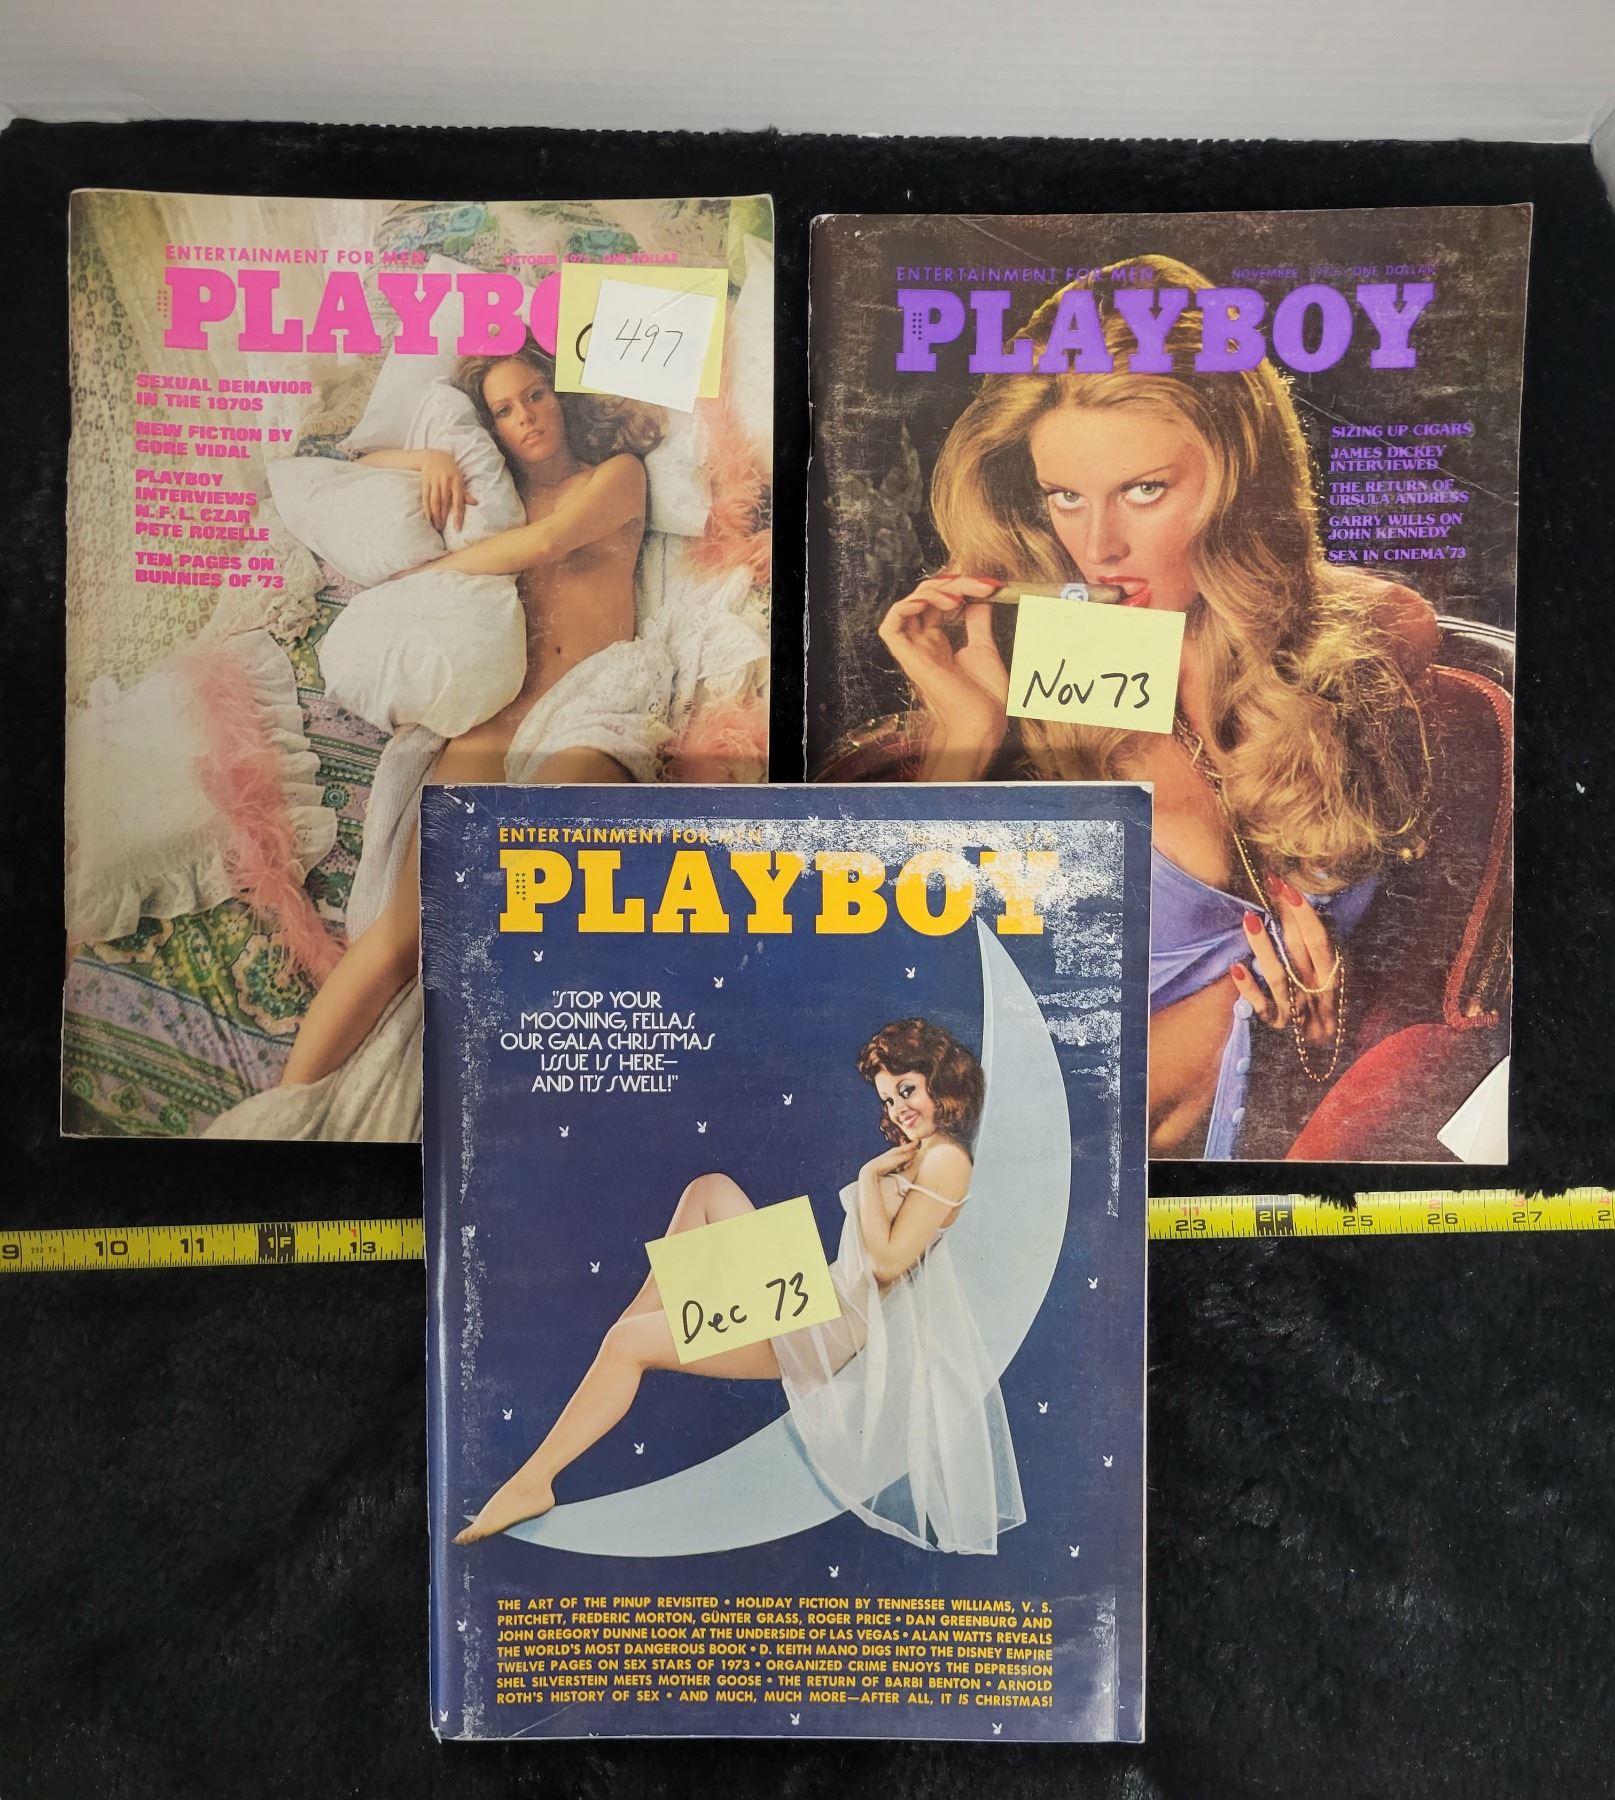 ENTERTAINMENT FOR MEN
OCTOBER 1973 · ONE DOLLAR
PLAYBO
497
SEXUAL BEHAVIOR
IN THE 1970S
NEW FICTION BY
GORE VIDAL
PLAYBOY
INTERVIEWS
N.F.L. CZAR
PETE ROZELLE
TEN PAGES ON
BUNNIES OF '73
ENTERTAINMENT FOR MEN
NOVEMBER 1973 · ONE DOLLAR
PLAYBOY
SIZING UP CIGARS
JAMES DICKEY
INTERVIEWED
THE RETURN OF
URSULA ANDRESS
GARRY WILLS ON
JOHN KENNEDY
SEX IN CINEMA '73
Nov 73
ENTERTAINMENT FOR MEN
PLAYBOY
"STOP YOUR
MOONING, FELLAS.
OUR GALA CHRISTMAS
ISSUE IS HERE—
AND IT'S SWELL!"
Dec 73
THE ART OF THE PINUP REVISITED • HOLIDAY FICTION BY TENNESSEE WILLIAMS, V. S.
PRITCHETT, FREDERIC MORTON, GÜNTER GRASS, ROGER PRICE • DAN GREENBURG AND
JOHN GREGORY DUNNE LOOK AT THE UNDERSIDE OF LAS VEGAS • ALAN WATTS REVEALS
THE WORLD'S MOST DANGEROUS BOOK • D. KEITH MANO DIGS INTO THE DISNEY EMPIRE
TWELVE PAGES ON SEX STARS OF 1973 • ORGANIZED CRIME ENJOYS THE DEPRESSION
SHEL SILVERSTEIN MEETS MOTHER GOOSE • THE RETURN OF BARBI BENTON • ARNOLD
ROTH'S HISTORY OF SEX • AND MUCH, MUCH MORE—AFTER ALL, IT IS CHRISTMAS!
9 10 11 1F 13
23 2F 25 26 27